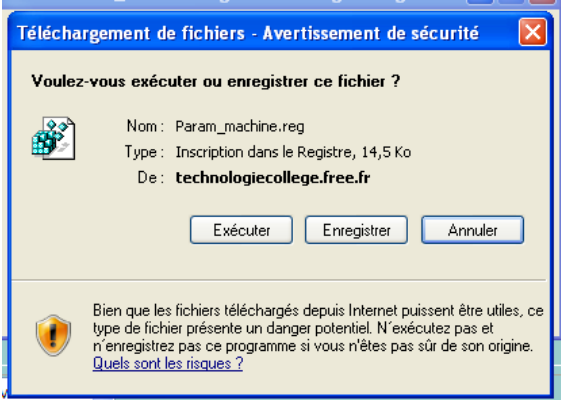 Téléchargement de fichiers - Avertissement de sécurité
Voulez-vous exécuter ou enregistrer ce fichier ?
Nom : Param_machine.reg
Type : Inscription dans le Registre, 14,5 Ko
De : technologiecollege.free.fr
Exécuter Enregistrer Annuler
Bien que les fichiers téléchargés depuis Internet puissent être utiles, ce
type de fichier présente un danger potentiel. N´exécutez pas et
n´enregistrez pas ce programme si vous n'êtes pas sûr de son origine.
Quels sont les risques ?